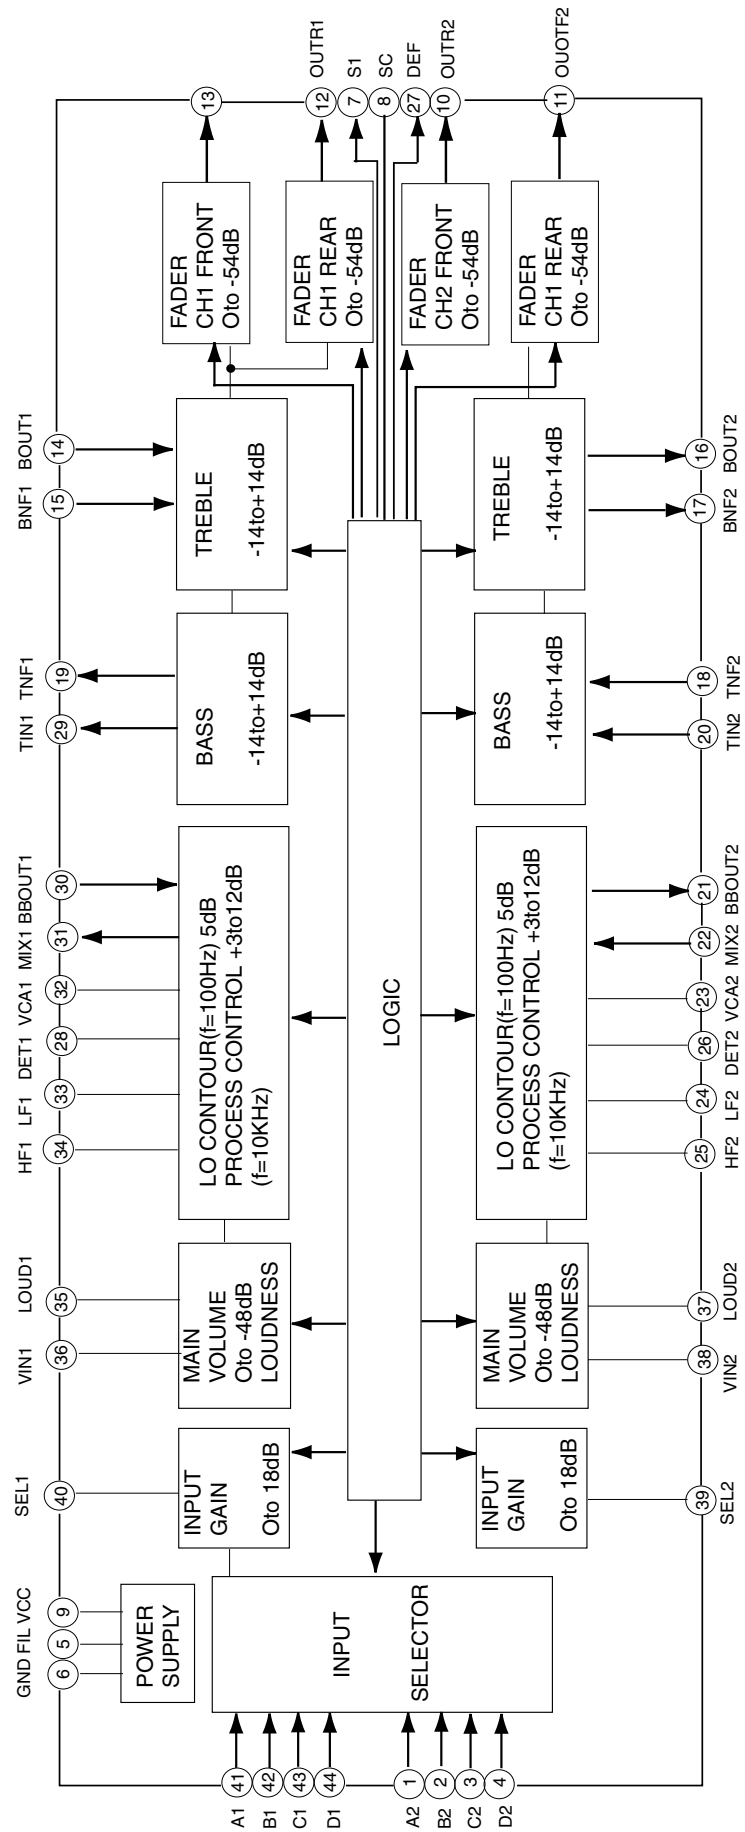 GND FIL VCC
SEL1
VIN1
LOUD1
HF1
LF1
DET1
VCA1
MIX1
BBOUT1
TIN1
TNF1
BNF1
BOUT1
6
5
9
40
36
35
34
33
28
32
31
30
29
19
15
14
POWER
SUPPLY
A1
41
B1
42
C1
43
D1
44
A2
1
B2
2
C2
3
D2
4
INPUT
SELECTOR
INPUT
GAIN
Oto 18dB
MAIN
VOLUME
Oto -48dB
LOUDNESS
LO CONTOUR(f=100Hz) 5dB
PROCESS CONTROL +3to12dB
(f=10KHz)
BASS
-14to+14dB
TREBLE
-14to+14dB
FADER
CH1 FRONT
Oto -54dB
13
FADER
CH1 REAR
Oto -54dB
12
OUTR1
7
S1
LOGIC
8
SC
27
DEF
FADER
CH2 FRONT
Oto -54dB
10
OUTR2
INPUT
GAIN
Oto 18dB
MAIN
VOLUME
Oto -48dB
LOUDNESS
LO CONTOUR(f=100Hz) 5dB
PROCESS CONTROL +3to12dB
(f=10KHz)
BASS
-14to+14dB
TREBLE
-14to+14dB
FADER
CH1 REAR
Oto -54dB
11
OUOTF2
39
38
37
25
24
26
23
22
21
20
18
17
16
SEL2
VIN2
LOUD2
HF2
LF2
DET2
VCA2
MIX2
BBOUT2
TIN2
TNF2
BNF2
BOUT2